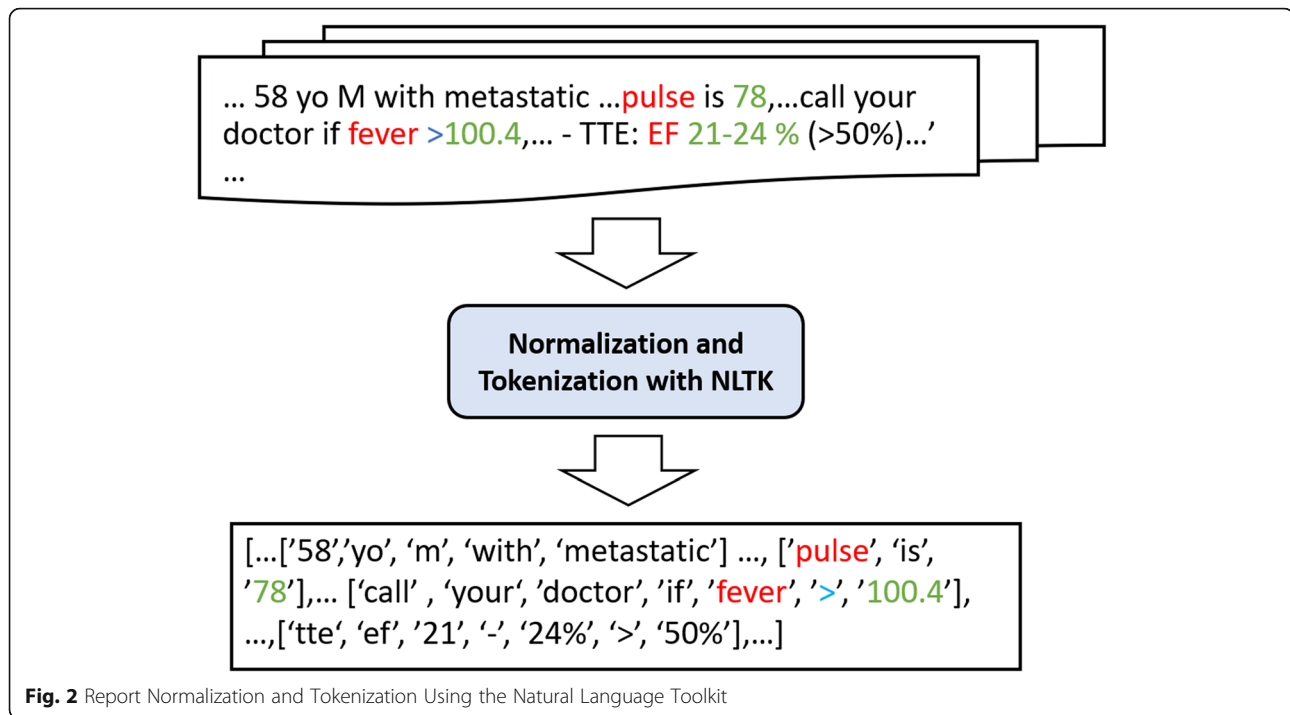 ... 58 yo M with metastatic ...pulse is 78,...call your
doctor if fever >100.4,... - TTE: EF 21-24 % (>50%)...’
...
Normalization and
Tokenization with NLTK
[...[’58’,’yo’, ‘m’, ‘with’, ‘metastatic’] ..., [’pulse’, ‘is’,
’78’],... [‘call’ , ‘your‘, ’doctor’, ’if’, ’fever’, ’>’, ’100.4’],
...,[‘tte‘, ‘ef’, ’21’, ‘-’, ‘24%’, ‘>’, ‘50%’],...]
Fig. 2 Report Normalization and Tokenization Using the Natural Language Toolkit